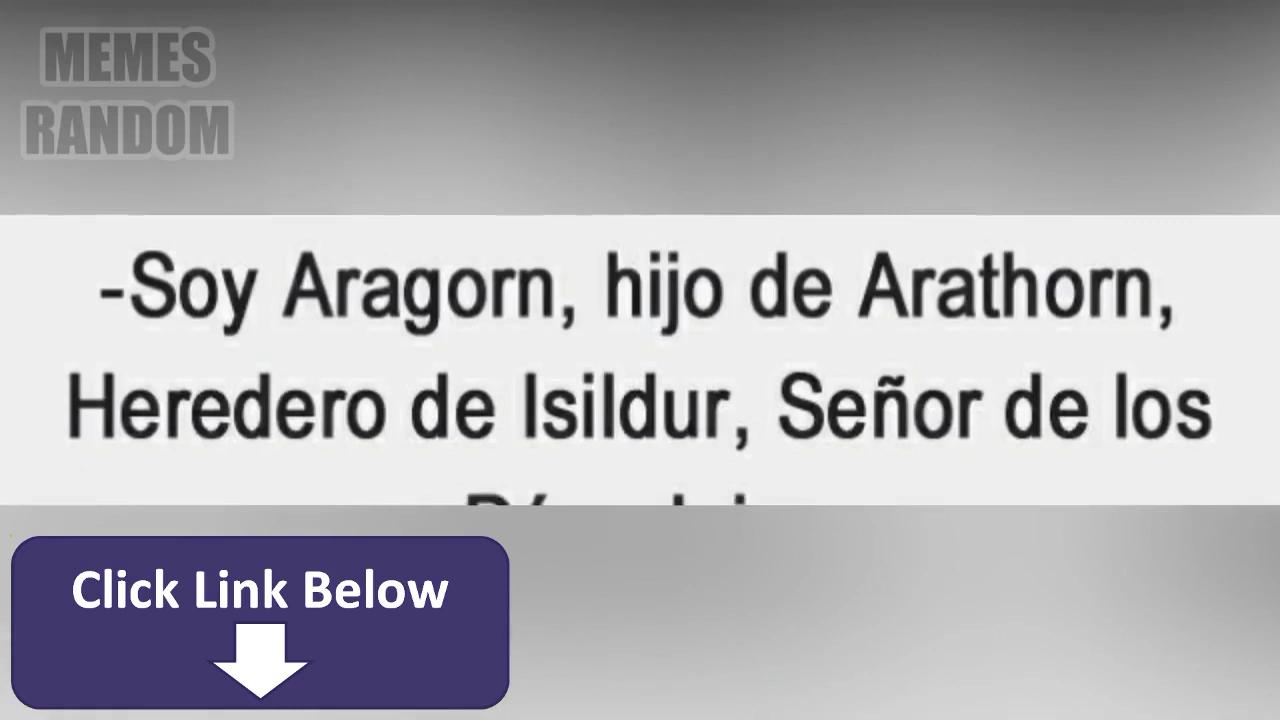 MEMES
RANDOM
-Soy Aragorn, hijo de Arathorn,
Heredero de Isildur, Señor de los
Click Link Below